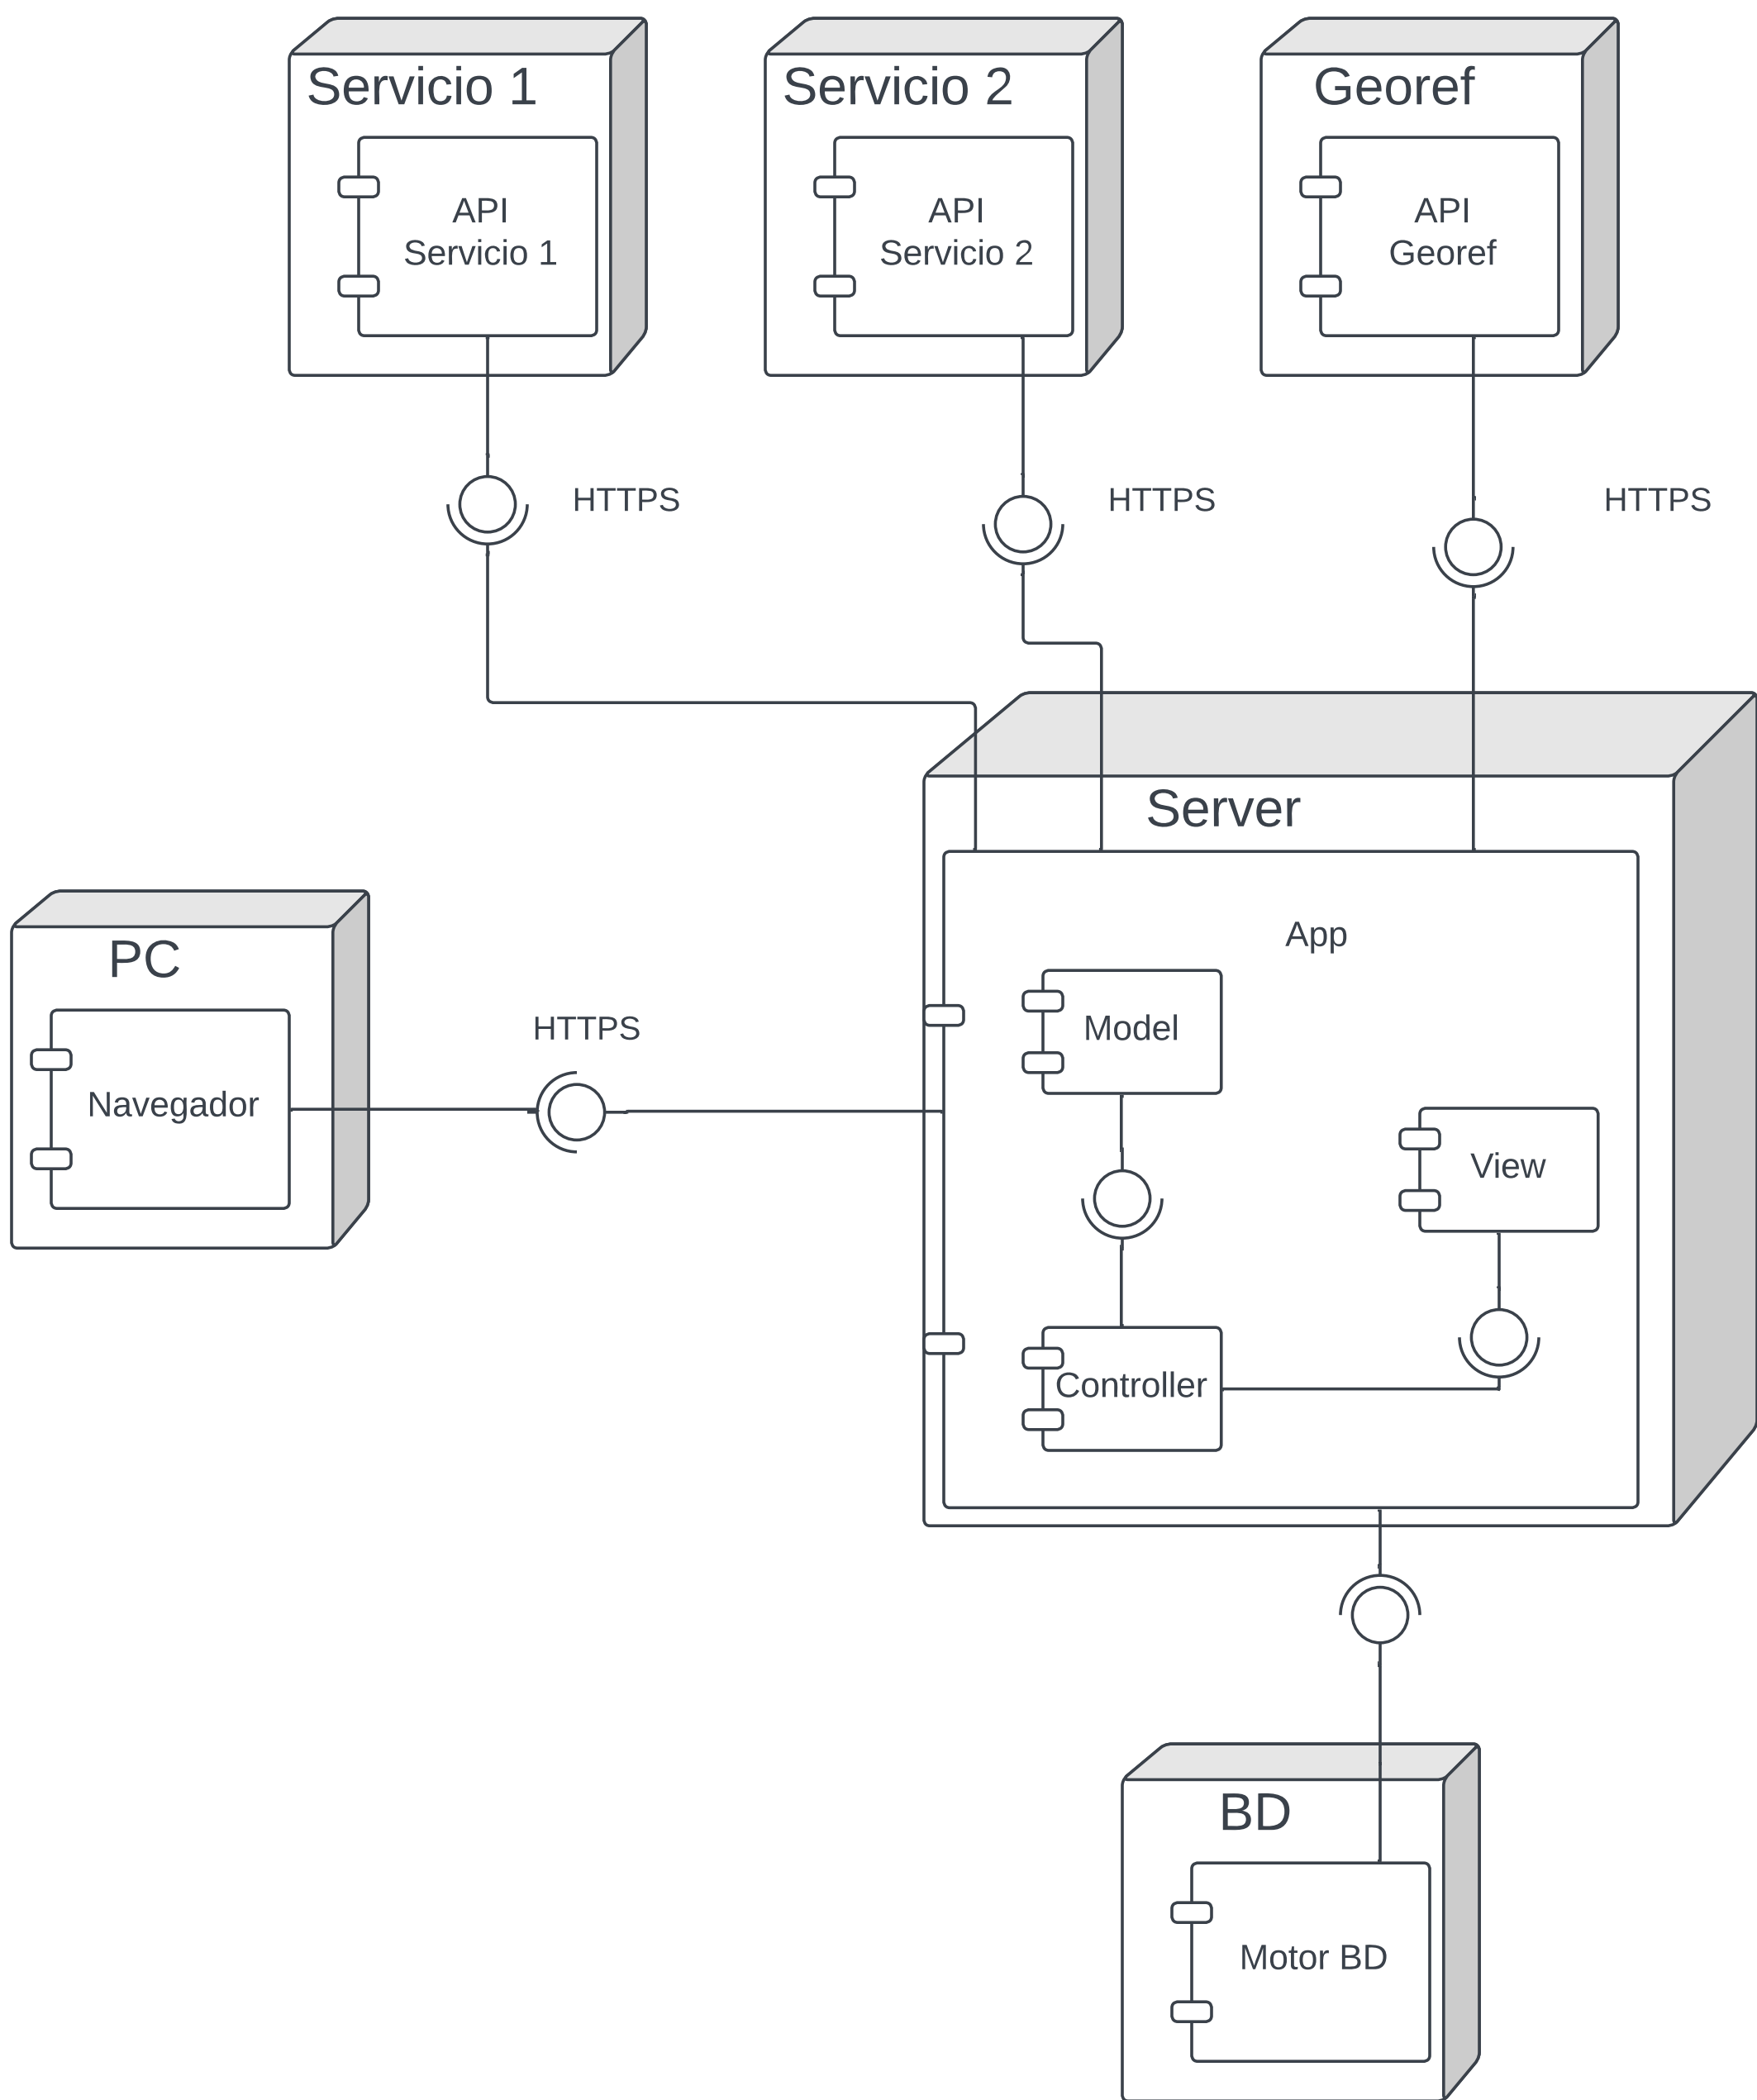 Servicio 1
API
Servicio 1
Servicio 2
API
Servicio 2
Georef
API
Georef
HTTPS
HTTPS
HTTPS
Server
App
PC
Navegador
HTTPS
Model
View
Controller
BD
Motor BD